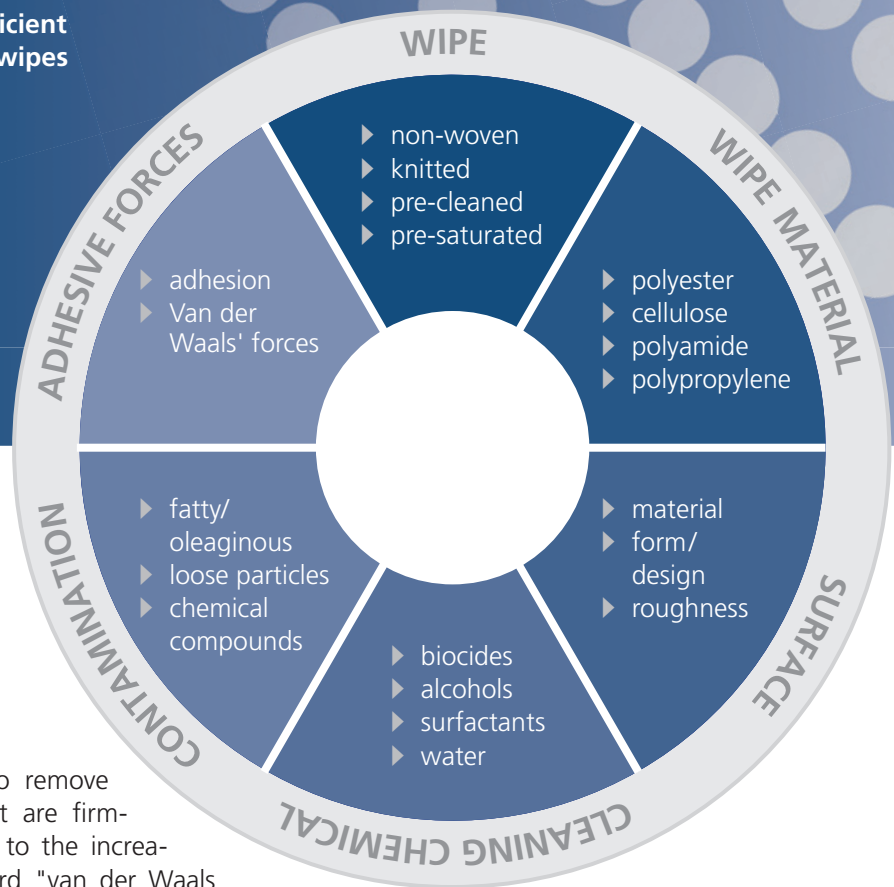 wipes
WIPE
non-woven
knitted
pre-cleaned
pre-saturated
WIPE MATERIAL
polyester
cellulose
polyamide
polypropylene
SURFACE
material
form/
design
roughness
CLEANING CHEMICAL
biocides
alcohols
surfactants
water
CONTAMINATION
fatty/
oleaginous
loose particles
chemical
compounds
ADHESIVE FORCES
adhesion
Van der
Waals' forces
remove
are firm-
to the increa-
"van der Waals